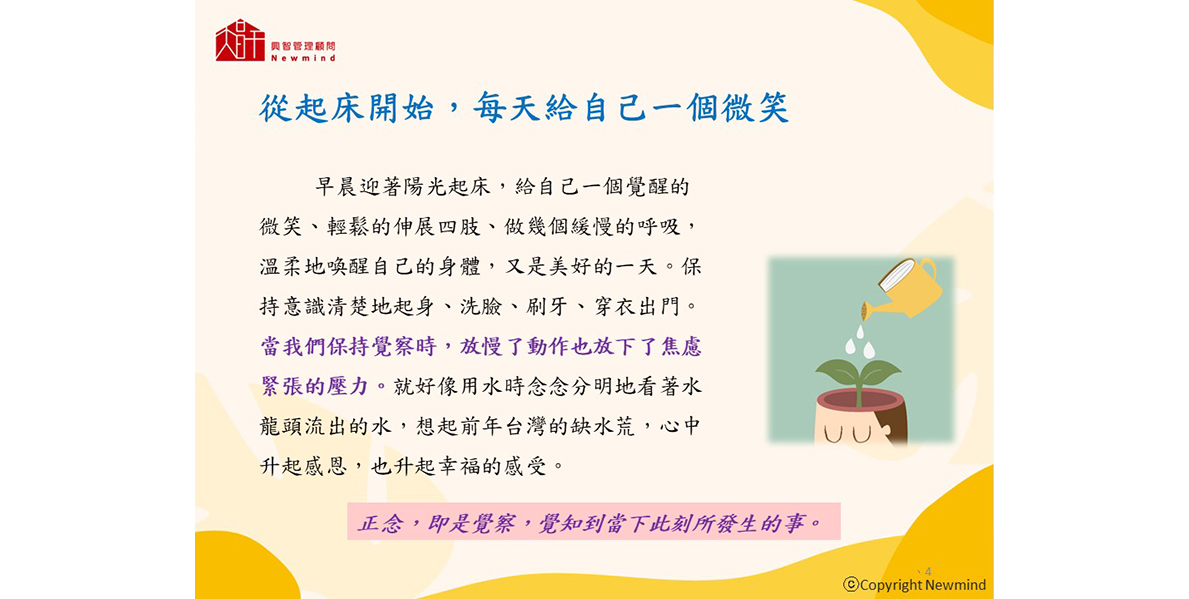 興智管理顧問
Newmind
從起床開始，每天給自己一個微笑
早晨迎著陽光起床，給自己一個覺醒的
微笑、輕鬆的伸展四肢、做幾個緩慢的呼吸，
溫柔地喚醒自己的身體，又是美好的一天。保
持意識清楚地起身、洗臉、刷牙、穿衣出門。
當我們保持覺察時，放慢了動作也放下了焦慮
緊張的壓力。就好像用水時念念分明地看著水
龍頭流出的水，想起前年台灣的缺水荒，心中
升起感恩，也升起幸福的感受。
正念，即是覺察，覺知到當下此刻所發生的事。
、4
ⓒCopyright Newmind